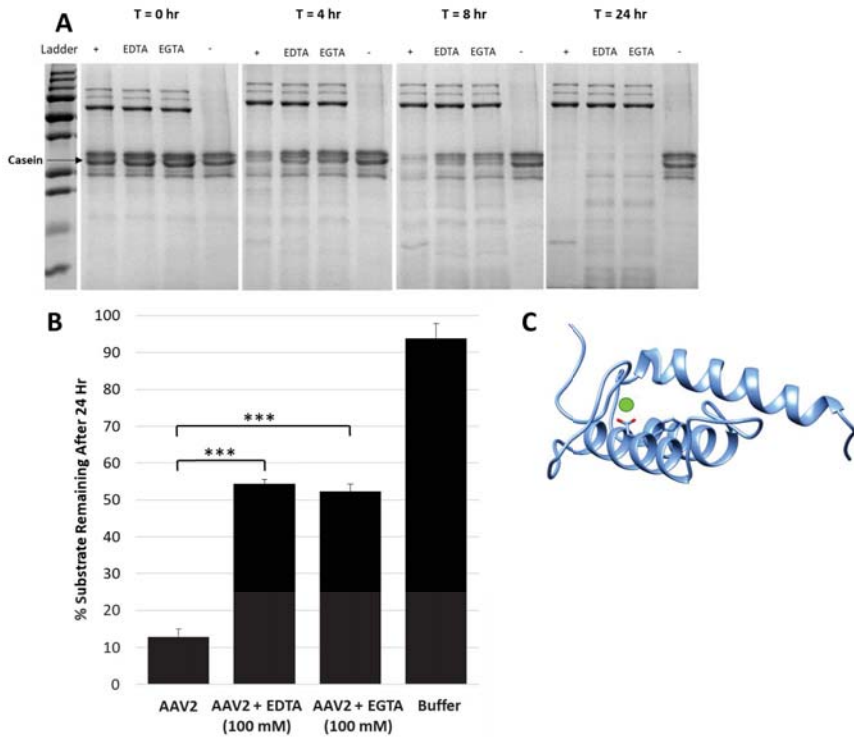 A
T = 0 hr T = 4 hr T = 8 hr T = 24 hr
Ladder + EDTA EGTA - + EDTA EGTA - + EDTA EGTA - + EDTA EGTA -
Casein
B
C
% Substrate Remaining After 24 Hr
100
90
80
70
60
50
40
30
20
10
0
***
***
AAV2 AAV2 + EDTA AAV2 + EGTA Buffer
(100 mM) (100 mM)